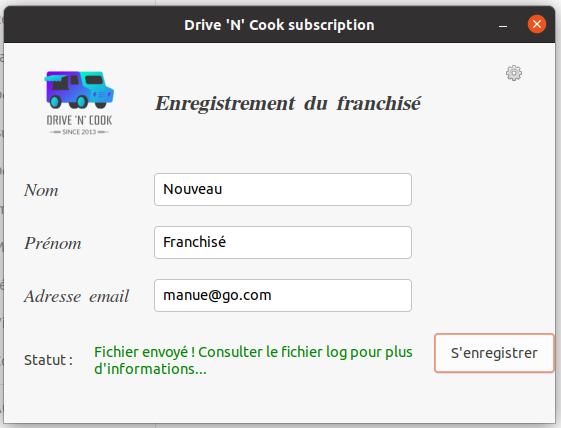 Drive 'N' Cook subscription
DRIVE 'N' COOK
SINCE 2013
Enregistrement du franchisé
Nom
Nouveau
Prénom
Franchisé
Adresse email
manue@go.com
Statut :
Fichier envoyé ! Consulter le fichier log pour plus
d'informations...
S'enregistrer